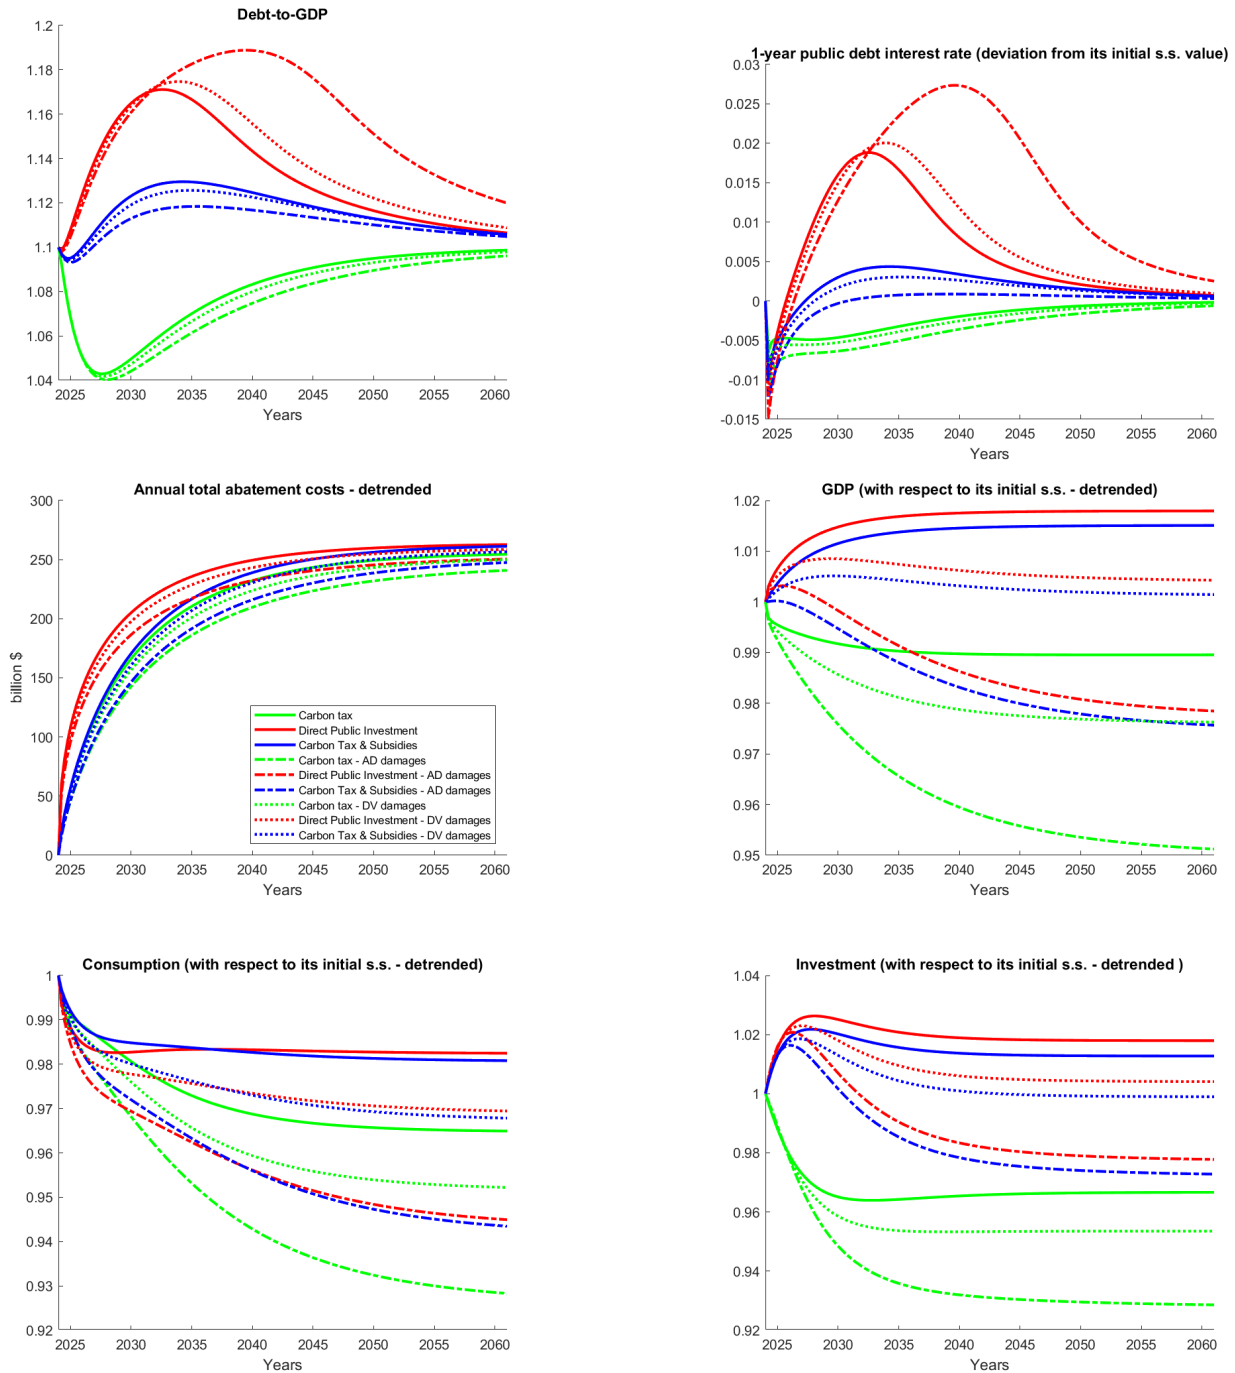 Debt-to-GDP
1.2
1.18
1.16
1.14
1.12
1.1
1.08
1.06
1.04
2025 2030 2035 2040 2045 2050 2055 2060
Years
1-year public debt interest rate (deviation from its initial s.s. value)
0.03
0.025
0.02
0.015
0.01
0.005
0
-0.005
-0.01
-0.015
2025 2030 2035 2040 2045 2050 2055 2060
Years
Annual total abatement costs - detrended
billion $
300
250
200
150
100
50
0
Carbon tax
Direct Public Investment
Carbon Tax & Subsidies
Carbon tax - AD damages
Direct Public Investment - AD damages
Carbon Tax & Subsidies - AD damages
Carbon tax - DV damages
Direct Public Investment - DV damages
Carbon Tax & Subsidies - DV damages
2025 2030 2035 2040 2045 2050 2055 2060
Years
GDP (with respect to its initial s.s. - detrended)
1.02
1.01
1
0.99
0.98
0.97
0.96
0.95
2025 2030 2035 2040 2045 2050 2055 2060
Years
Consumption (with respect to its initial s.s. - detrended)
1
0.99
0.98
0.97
0.96
0.95
0.94
0.93
0.92
2025 2030 2035 2040 2045 2050 2055 2060
Years
Investment (with respect to its initial s.s. - detrended )
1.04
1.02
1
0.98
0.96
0.94
0.92
2025 2030 2035 2040 2045 2050 2055 2060
Years